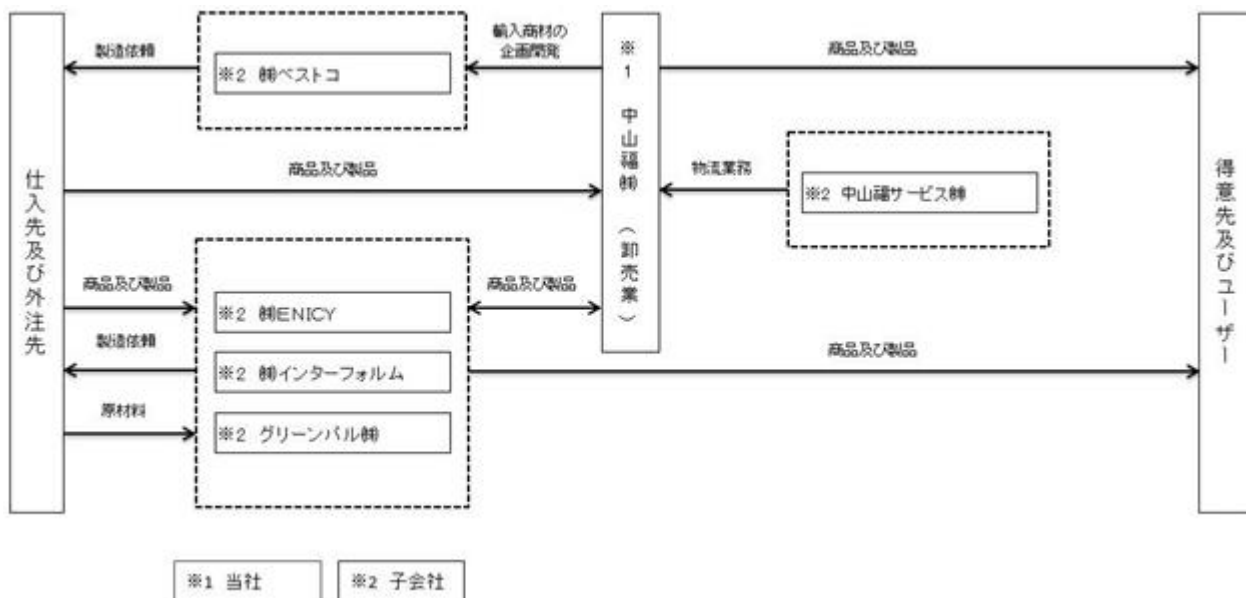 仕入先及び外注先
製造依頼
※2 ㈱ベストコ
輸入商材の
企画開発
※1 中山福㈱ (卸売業)
商品及び製品
得意先及びユーザー
商品及び製品
物流業務
※2 中山福サービス㈱
商品及び製品
※2 ㈱ENICY
商品及び製品
製造依頼
※2 ㈱インターフォルム
商品及び製品
原材料
※2 グリーンパル㈱
※1 当社
※2 子会社